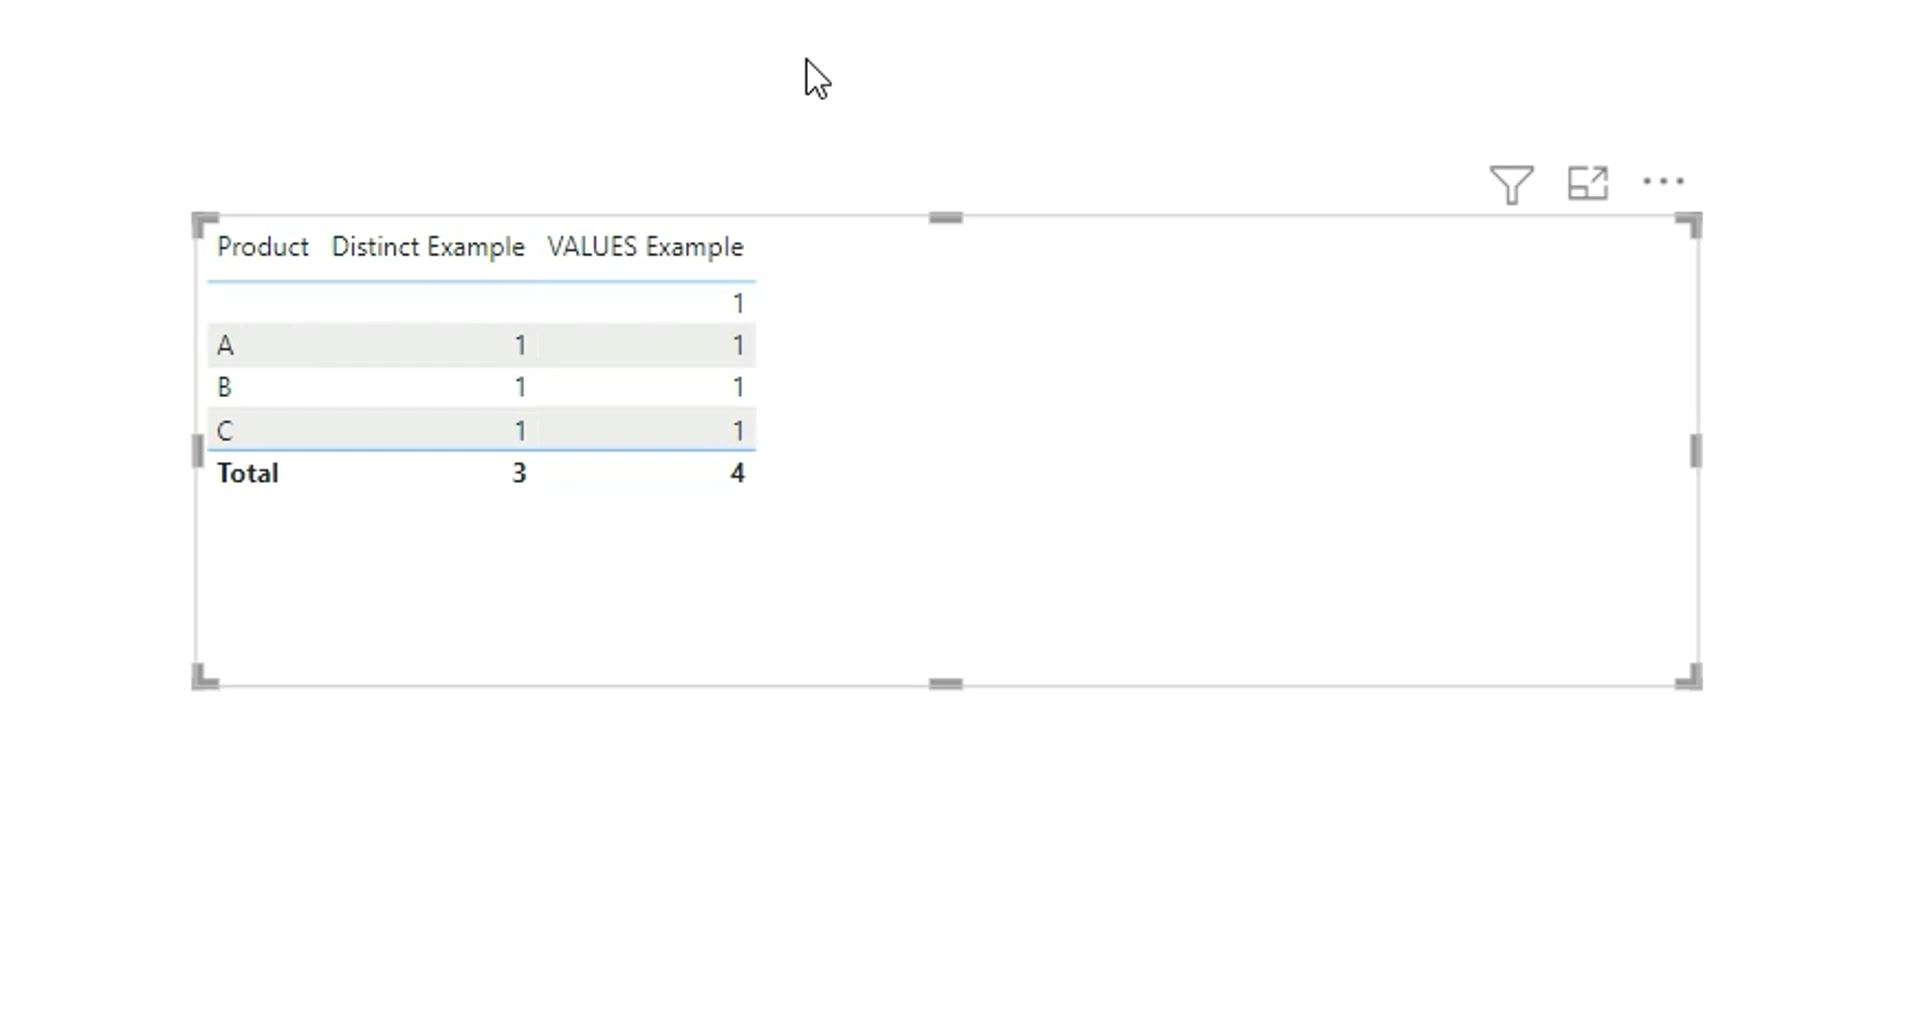 Product Distinct Example VALUES Example
1
A 1 1
B 1 1
C 1 1
Total 3 4